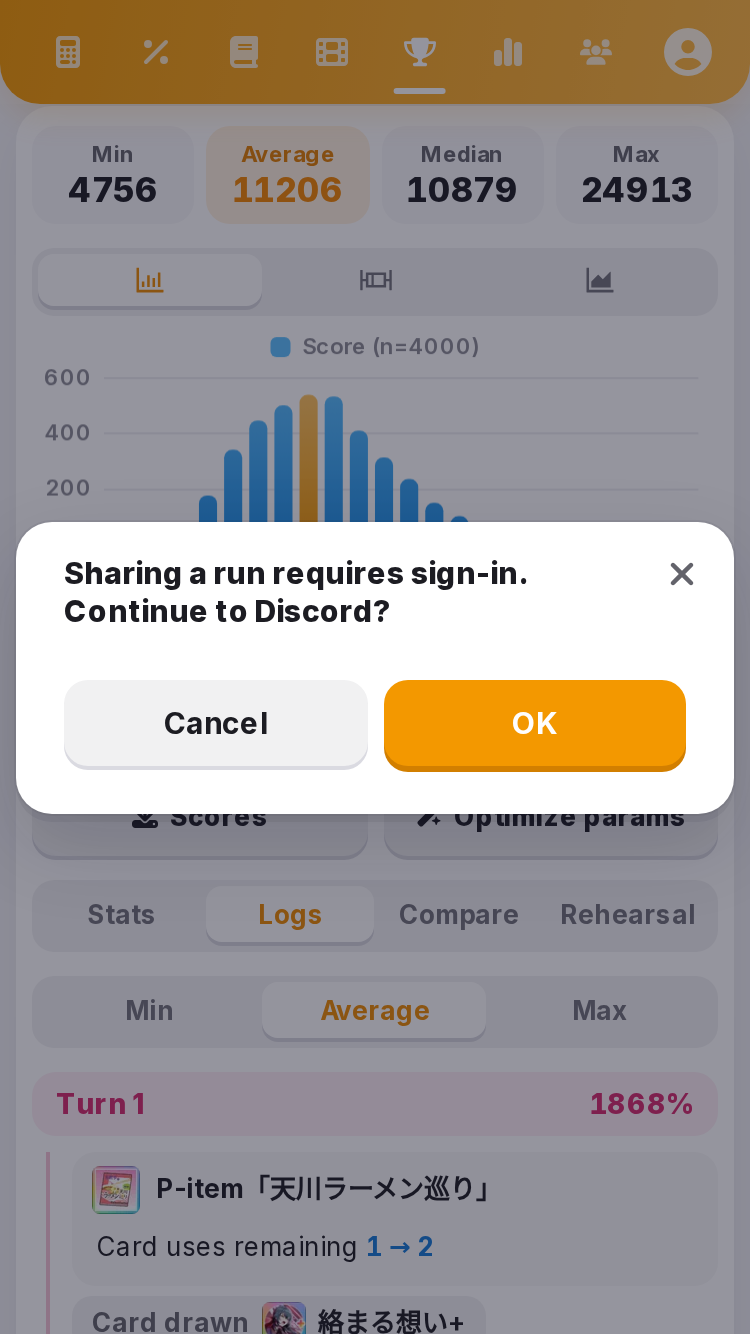 Min Average Median Max
4756 11206 10879 24913
Score (n=4000)
600
400
200
Sharing a run requires sign-in.
Continue to Discord?
Cancel OK
Scores Optimize params
Stats Logs Compare Rehearsal
Min Average Max
Turn 1 1868%
P-item「天川ラーメン巡り」
Card uses remaining 1 → 2
Card drawn 絡まる想い+